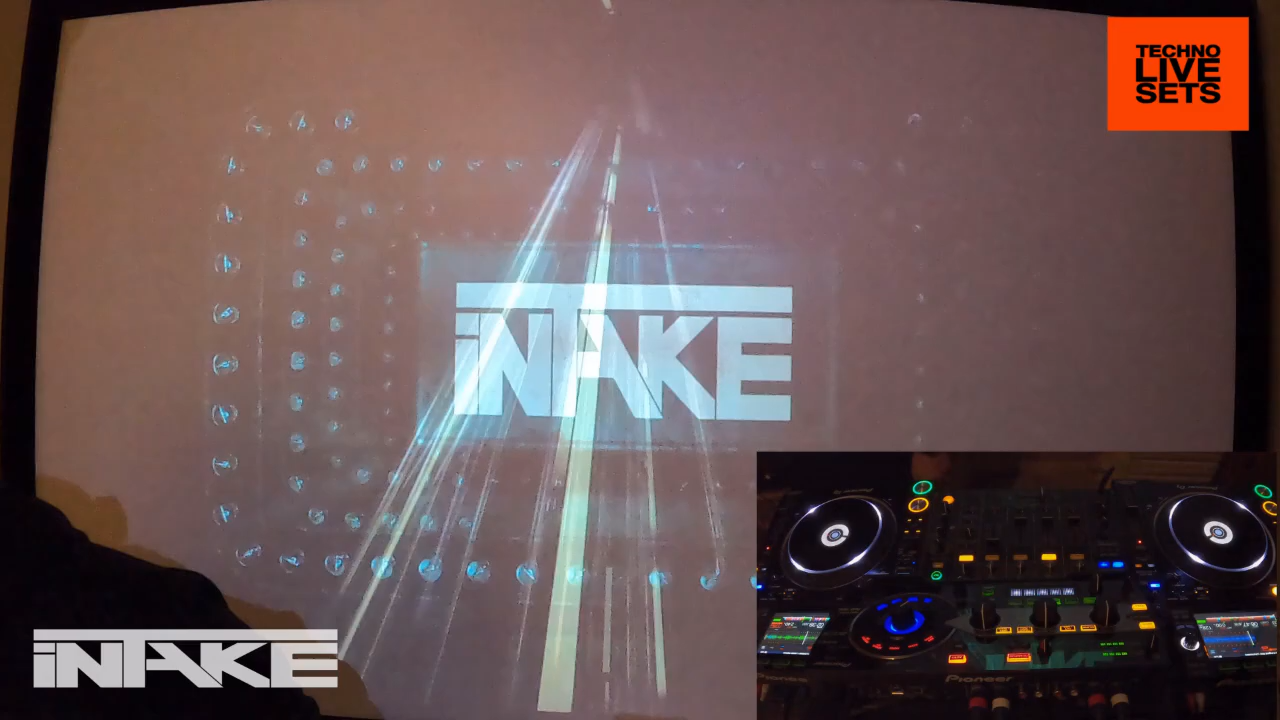 TECHNO
LIVE
SETS
iNTAKE
iNTAKE
Pioneer